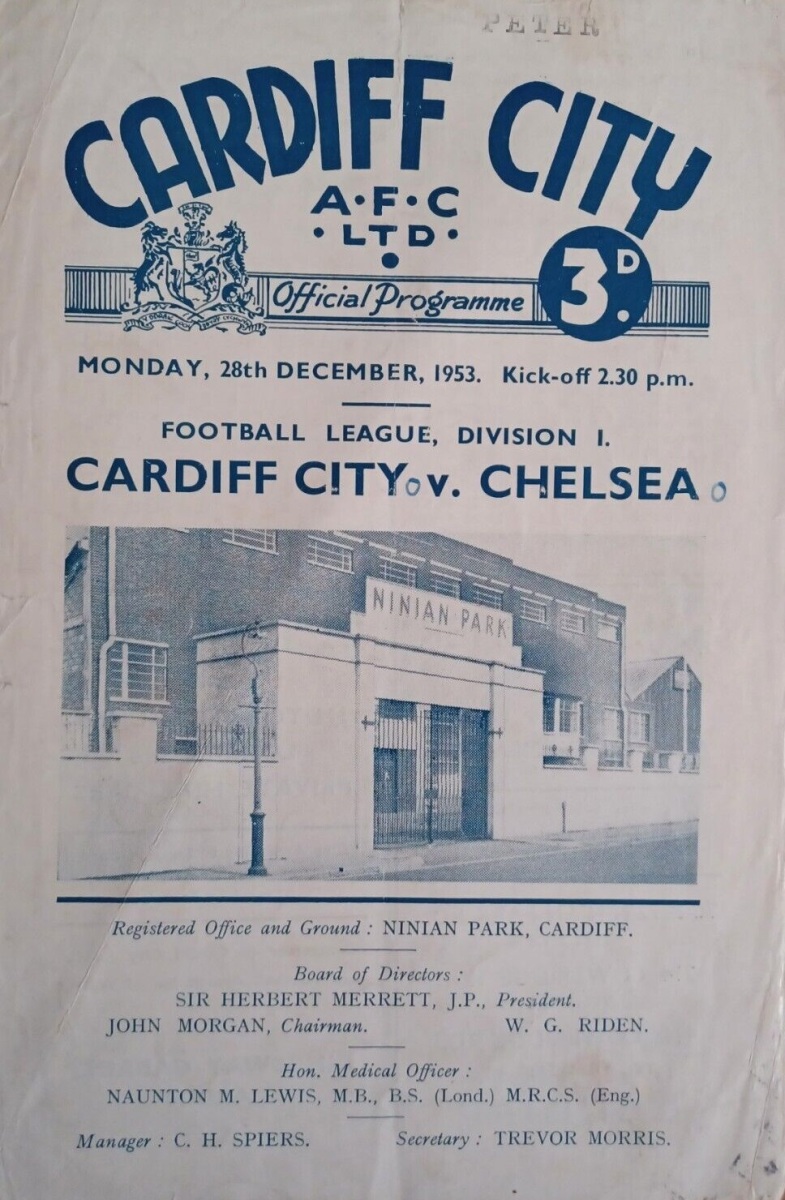 PETER
CARDIFF CITY
A·F·C
·LTD·
Official Programme
3D.
MONDAY, 28th DECEMBER, 1953. Kick-off 2.30 p.m.
FOOTBALL LEAGUE, DIVISION I.
CARDIFF CITY 0 v. CHELSEA 0
NINIAN PARK
Registered Office and Ground : NINIAN PARK, CARDIFF.
Board of Directors :
SIR HERBERT MERRETT, J.P., President.
JOHN MORGAN, Chairman. W. G. RIDEN.
Hon. Medical Officer :
NAUNTON M. LEWIS, M.B., B.S. (Lond.) M.R.C.S. (Eng.)
Manager : C. H. SPIERS. Secretary : TREVOR MORRIS.